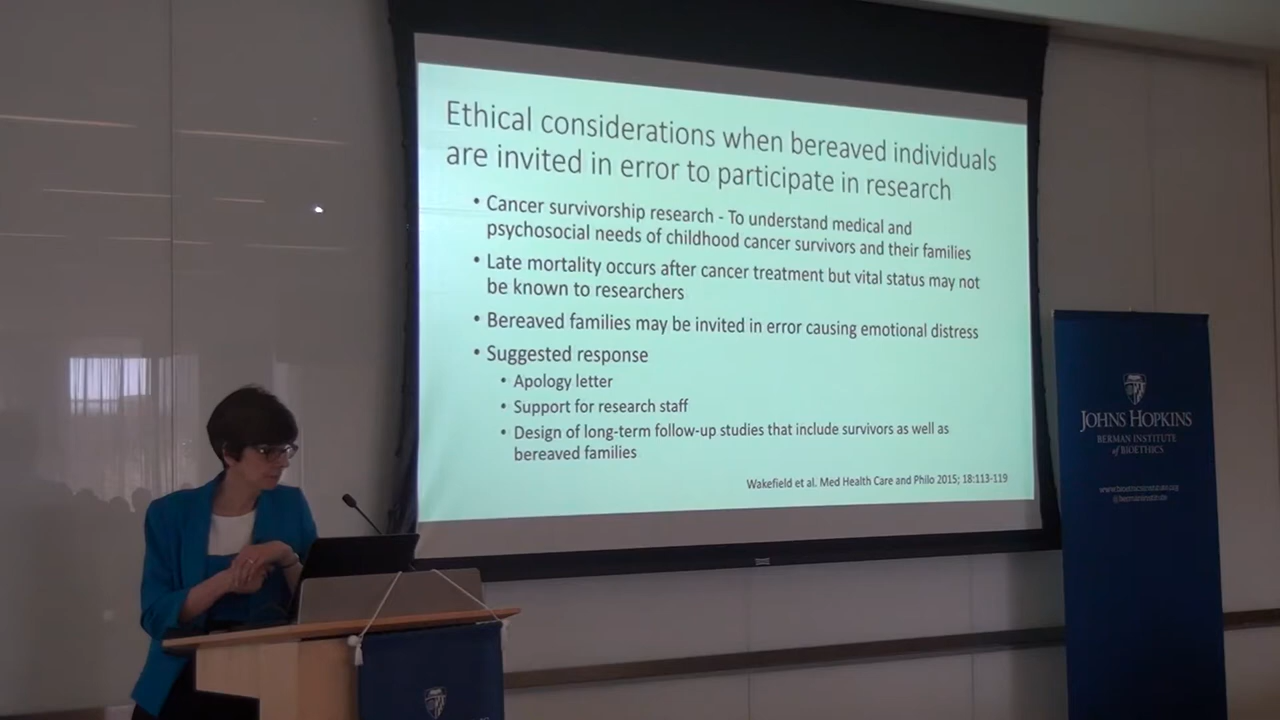 Ethical considerations when bereaved individuals
are invited in error to participate in research
• Cancer survivorship research - To understand medical and
psychosocial needs of childhood cancer survivors and their families
• Late mortality occurs after cancer treatment but vital status may not
be known to researchers
• Bereaved families may be invited in error causing emotional distress
• Suggested response
• Apology letter
• Support for research staff
• Design of long-term follow-up studies that include survivors as well as
bereaved families
Wakefield et al. Med Health Care and Philo 2015; 18:113-119
JOHNS HOPKINS
BERMAN INSTITUTE
of BIOETHICS